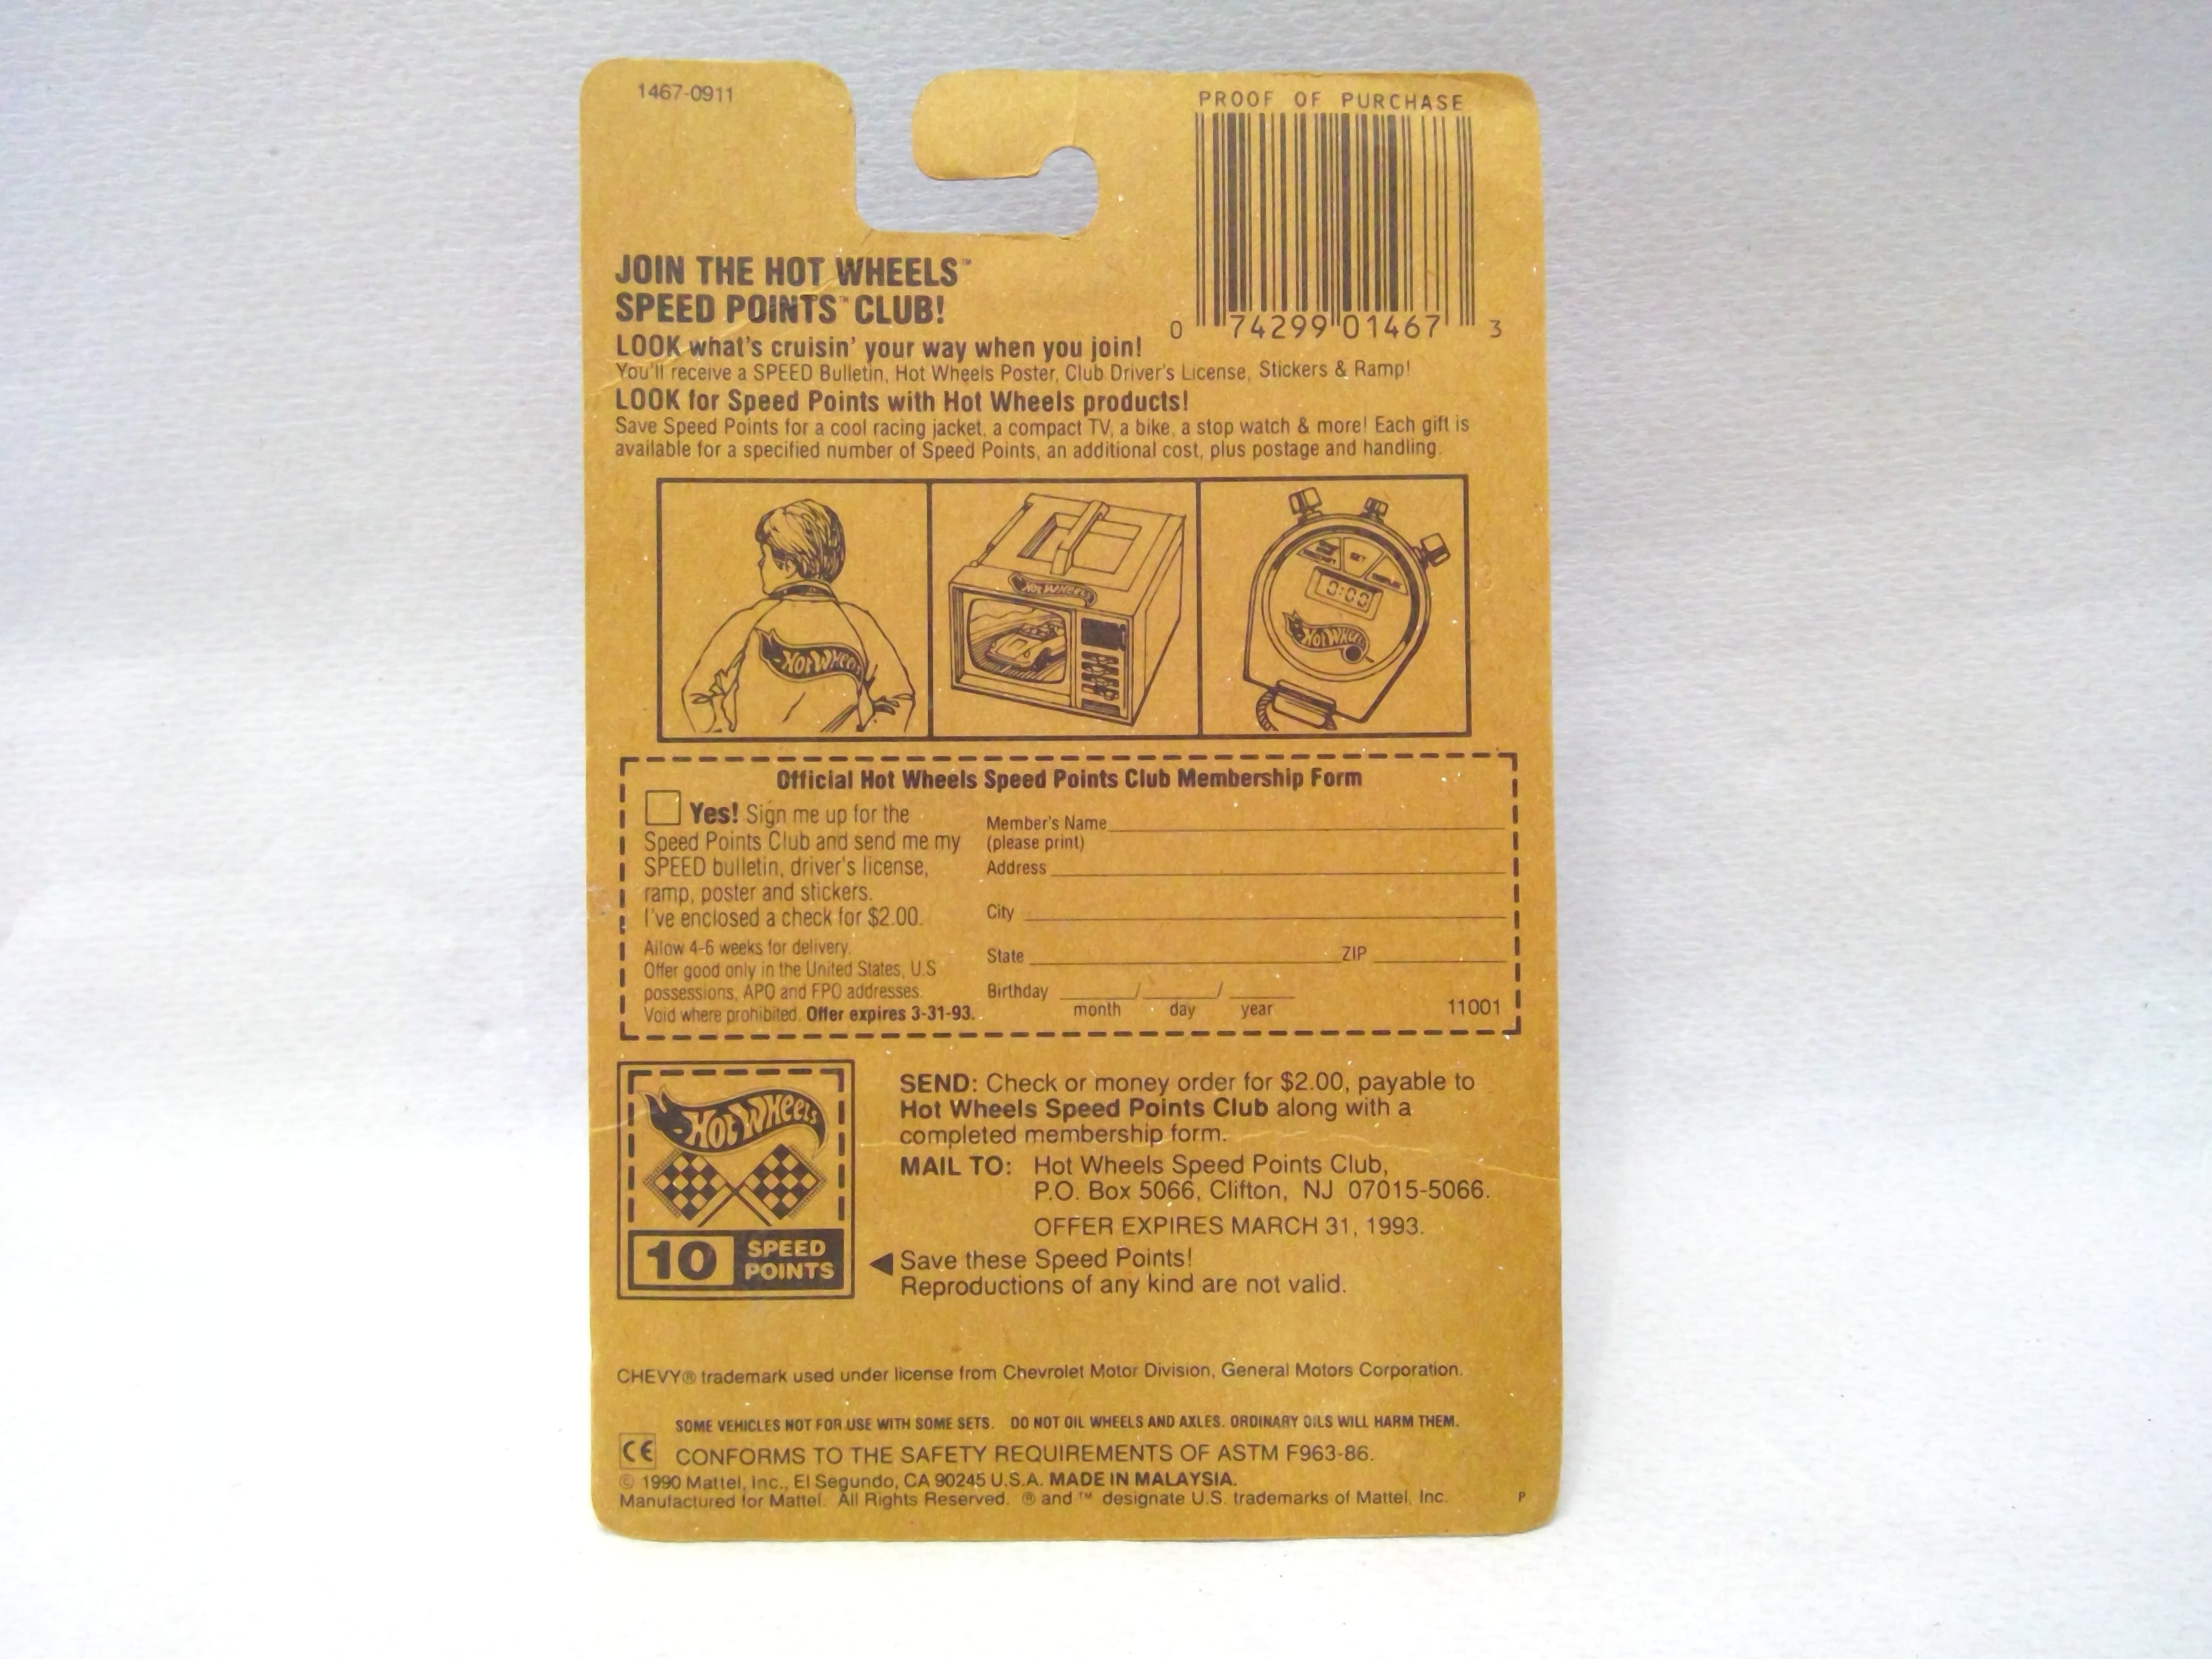 1467-0911
PROOF OF PURCHASE
0 74299 01467 3
JOIN THE HOT WHEELS™
SPEED POINTS™ CLUB!
LOOK what's cruisin' your way when you join!
You'll receive a SPEED Bulletin, Hot Wheels Poster, Club Driver's License, Stickers & Ramp!
LOOK for Speed Points with Hot Wheels products!
Save Speed Points for a cool racing jacket, a compact TV, a bike, a stop watch & more! Each gift is
available for a specified number of Speed Points, an additional cost, plus postage and handling.
Hot Wheels
Hot Wheels
SET
0:00
Hot Wheels
Official Hot Wheels Speed Points Club Membership Form
Yes! Sign me up for the
Speed Points Club and send me my
SPEED bulletin, driver's license,
ramp, poster and stickers.
I've enclosed a check for $2.00.
Allow 4-6 weeks for delivery.
Offer good only in the United States, U.S
possessions, APO and FPO addresses.
Void where prohibited. Offer expires 3-31-93.
Member's Name
(please print)
Address
City
State ZIP
Birthday / /
month day year
11001
Hot Wheels
10 SPEED
POINTS
SEND: Check or money order for $2.00, payable to
Hot Wheels Speed Points Club along with a
completed membership form.
MAIL TO: Hot Wheels Speed Points Club,
P.O. Box 5066, Clifton, NJ 07015-5066.
OFFER EXPIRES MARCH 31, 1993.
Save these Speed Points!
Reproductions of any kind are not valid.
CHEVY® trademark used under license from Chevrolet Motor Division, General Motors Corporation.
SOME VEHICLES NOT FOR USE WITH SOME SETS. DO NOT OIL WHEELS AND AXLES. ORDINARY OILS WILL HARM THEM.
CE CONFORMS TO THE SAFETY REQUIREMENTS OF ASTM F963-86.
© 1990 Mattel, Inc., El Segundo, CA 90245 U.S.A. MADE IN MALAYSIA.
Manufactured for Mattel. All Rights Reserved. ® and ™ designate U.S. trademarks of Mattel, Inc.
P